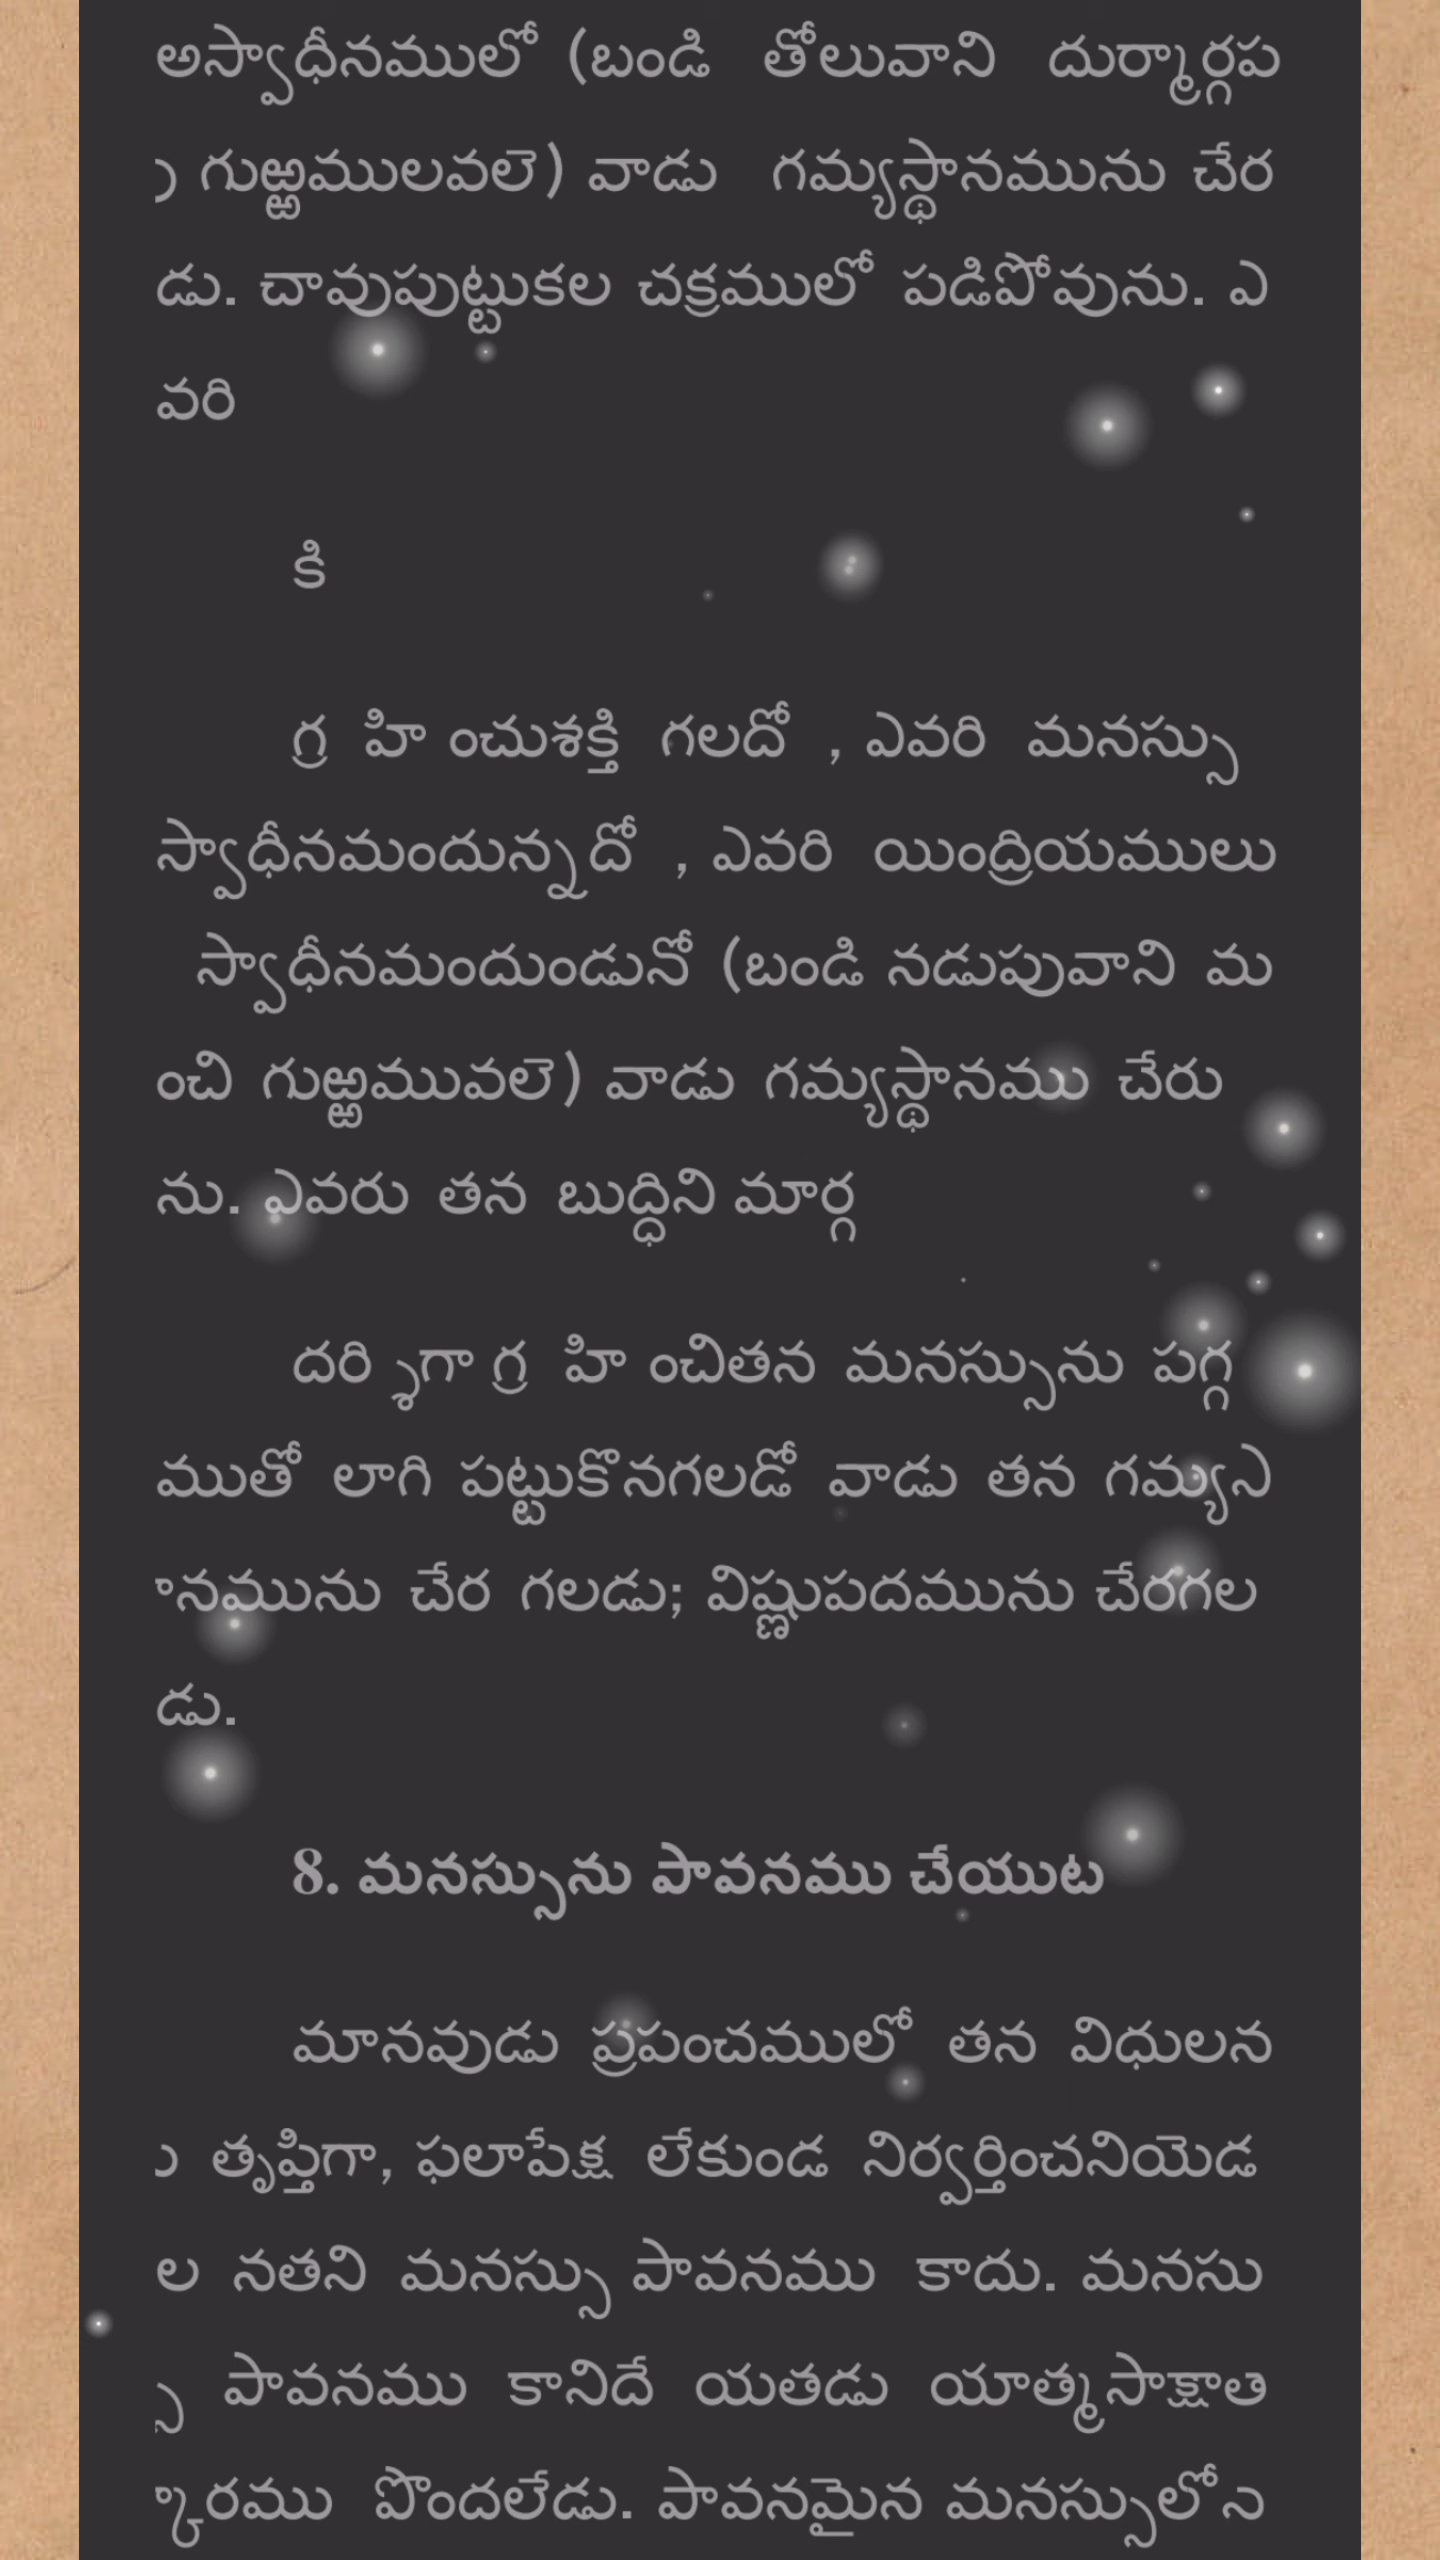 అస్వాధీనములో (బండి తోలువాని దుర్మార్గప
ు గుఱ్ఱములవలె) వాడు గమ్యస్థానమును చేర
డు. చావుపుట్టుకల చక్రములో పడిపోవును. ఎ
వరి
కి
గ్ర హి ంచుశక్తి గలదో , ఎవరి మనస్సు
స్వాధీనమందున్నదో , ఎవరి యింద్రియములు
స్వాధీనమందుండునో (బండి నడుపువాని మ
ంచి గుఱ్ఱమువలె) వాడు గమ్యస్థానము చేరు
ను. ఎవరు తన బుద్ధిని మార్గ
దరి ్శగా గ్ర హి ంచితన మనస్సును పగ్గ
ముతో లాగి పట్టుకొనగలడో వాడు తన గమ్యస
్థానమును చేర గలడు; విష్ణుపదమును చేరగల
డు.
8. మనస్సును పావనము చేయుట
మానవుడు ప్రపంచములో తన విధులన
ు తృప్తిగా, ఫలాపేక్ష లేకుండ నిర్వర్తించనియెడ
ల నతని మనస్సు పావనము కాదు. మనసు
్స పావనము కానిదే యతడు యాత్మసాక్షాత
్కారము పొందలేడు. పావనమైన మనస్సులోన